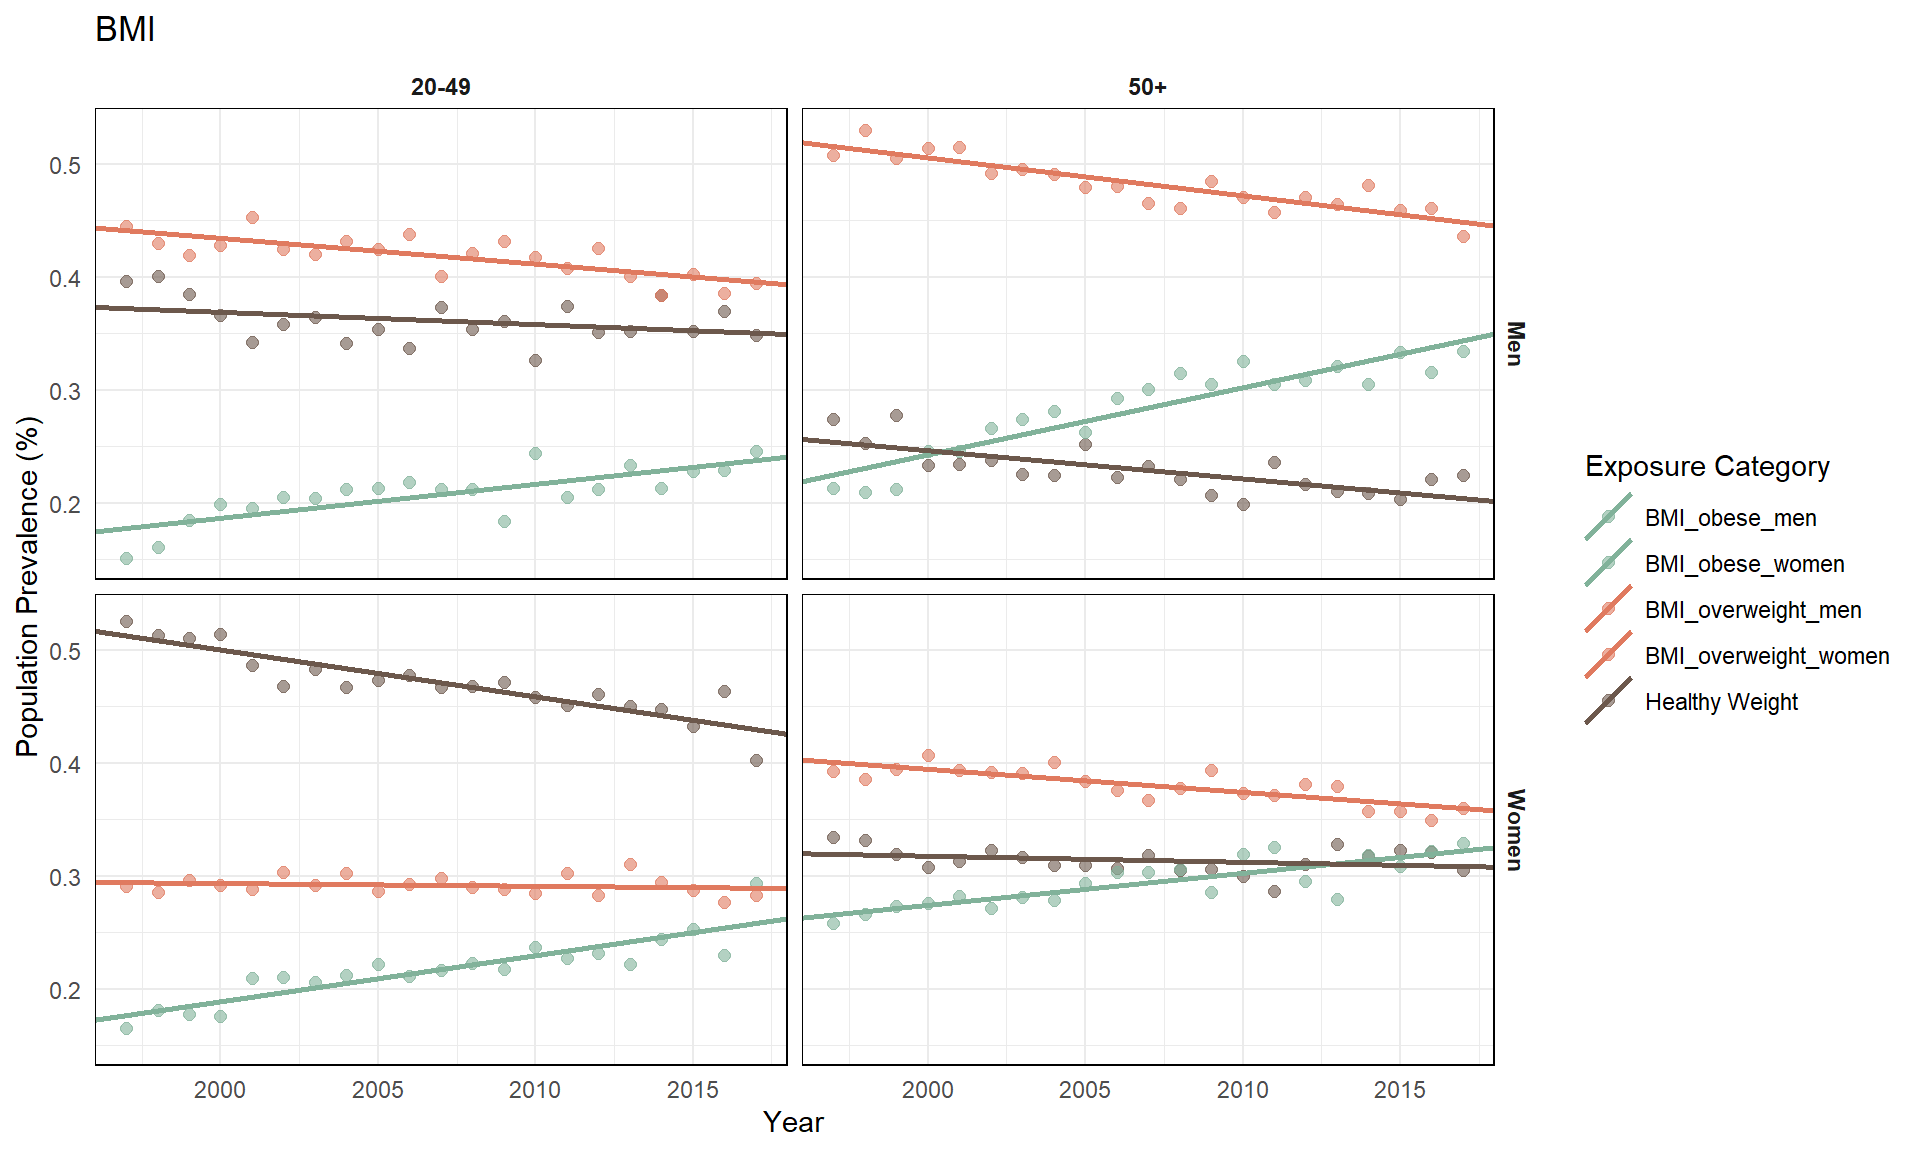 BMI
20-49
50+
0.5
0.4
0.3
0.2
Men
0.5
0.4
0.3
0.2
Women
Population Prevalence (%)
2000 2005 2010 2015
2000 2005 2010 2015
Year
Exposure Category
BMI_obese_men
BMI_obese_women
BMI_overweight_men
BMI_overweight_women
Healthy Weight